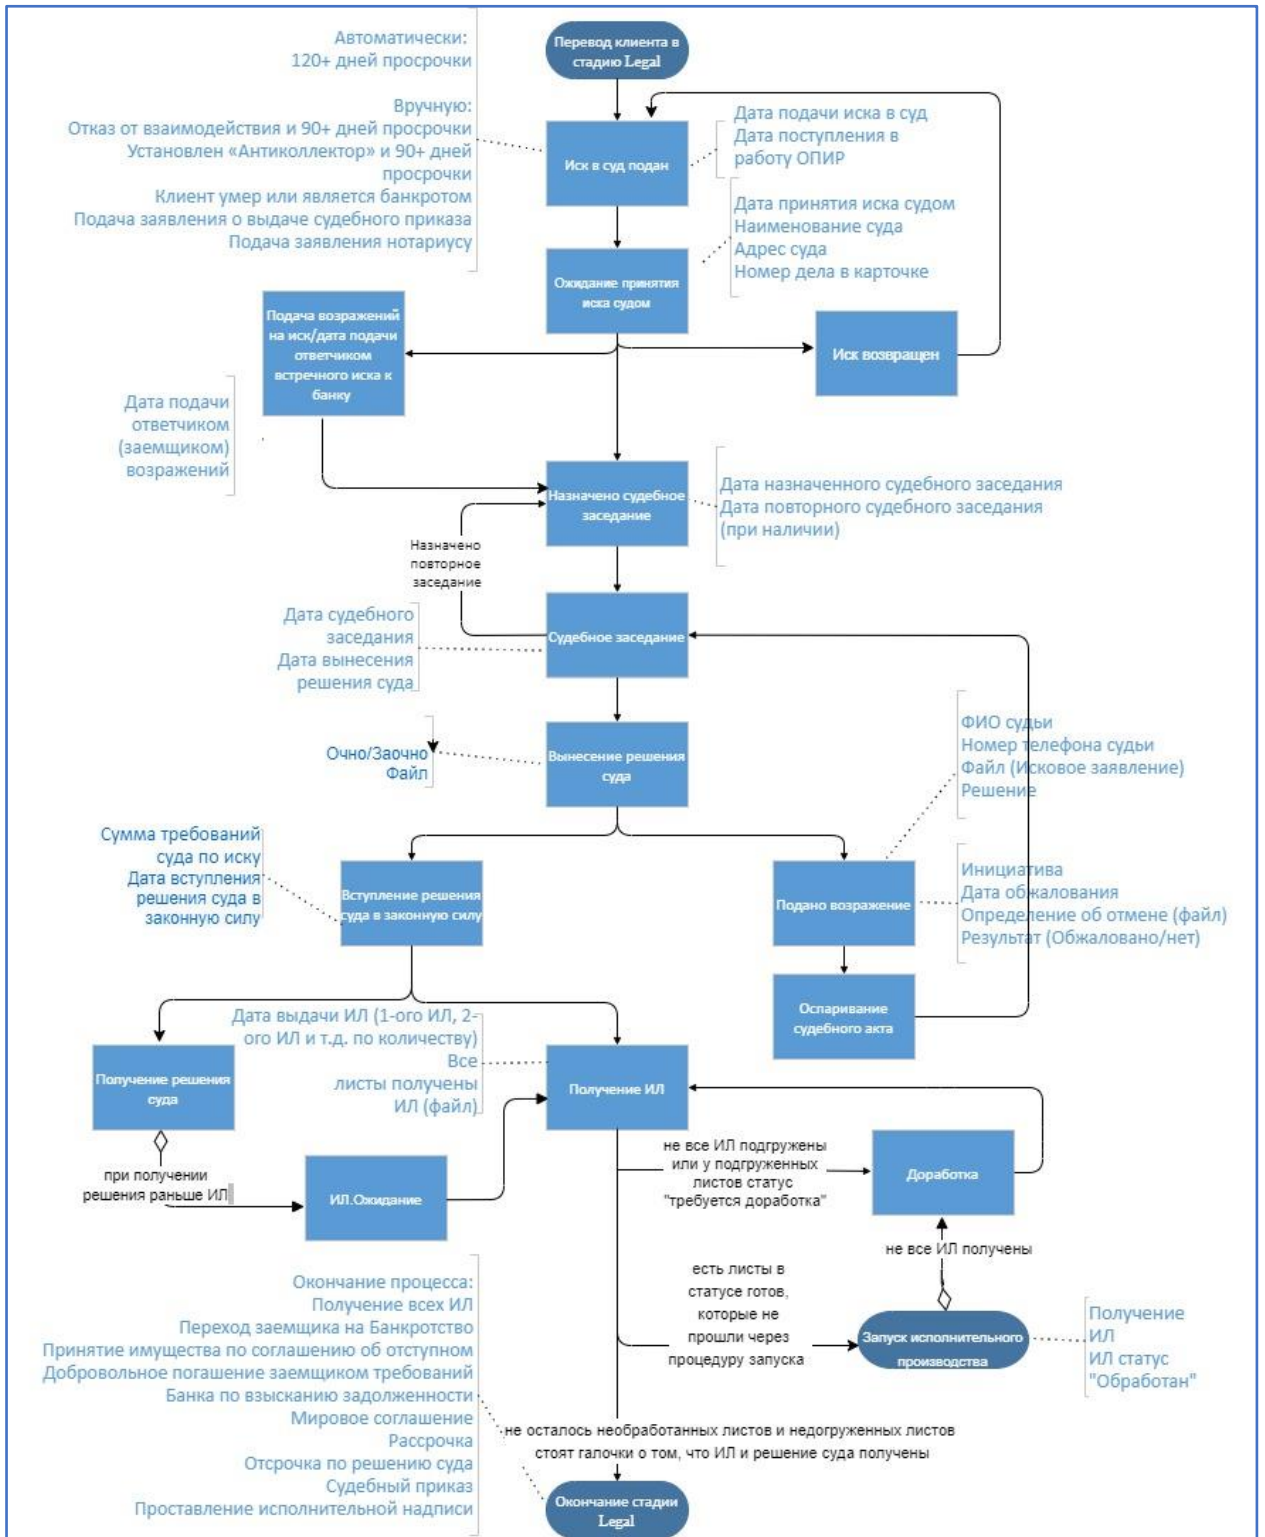 Автоматически:
120+ дней просрочки
Вручную:
Отказ от взаимодействия и 90+ дней просрочки
Установлен «Антиколлектор» и 90+ дней
просрочки
Клиент умер или является банкротом
Подача заявления о выдаче судебного приказа
Подача заявления нотариусу
Перевод клиента в
стадию Legal
Иск в суд подан
Дата подачи иска в суд
Дата поступления в
работу ОПИР
Дата принятия иска судом
Наименование суда
Адрес суда
Номер дела в карточке
Ожидание принятия
иска судом
Подача возражений
на иск/дата подачи
ответчиком
встречного иска к
банку
Иск возвращен
Дата подачи
ответчиком
(заемщиком)
возражений
Назначено судебное
заседание
Дата назначенного судебного заседания
Дата повторного судебного заседания
(при наличии)
Назначено
повторное
заседание
Дата судебного
заседания
Дата вынесения
решения суда
Судебное заседание
Очно/Заочно
Файл
Вынесение решения
суда
ФИО судьи
Номер телефона судьи
Файл (Исковое заявление)
Решение
Сумма требований
суда по иску
Дата вступления
решения суда в
законную силу
Вступление решения
суда в законную силу
Подано возражение
Инициатива
Дата обжалования
Определение об отмене (файл)
Результат (Обжаловано/нет)
Оспаривание
судебного акта
Дата выдачи ИЛ (1-ого ИЛ, 2-
ого ИЛ и т.д. по количеству)
Все
листы получены
ИЛ (файл)
Получение решения
суда
Получение ИЛ
при получении
решения раньше ИЛ
ИЛ.Ожидание
не все ИЛ подгружены
или у подгруженных
листов статус
"требуется доработка"
Доработка
не все ИЛ получены
есть листы в
статусе готов,
которые не
прошли через
процедуру запуска
Запуск исполнительного
производства
Получение
ИЛ
ИЛ статус
"Обработан"
Окончание процесса:
Получение всех ИЛ
Переход заемщика на Банкротство
Принятие имущества по соглашению об отступном
Добровольное погашение заемщиком требований
Банка по взысканию задолженности
Мировое соглашение
Рассрочка
Отсрочка по решению суда
Судебный приказ
Проставление исполнительной надписи
не осталось необработанных листов и недогруженных листов
стоят галочки о том, что ИЛ и решение суда получены
Окончание стадии
Legal